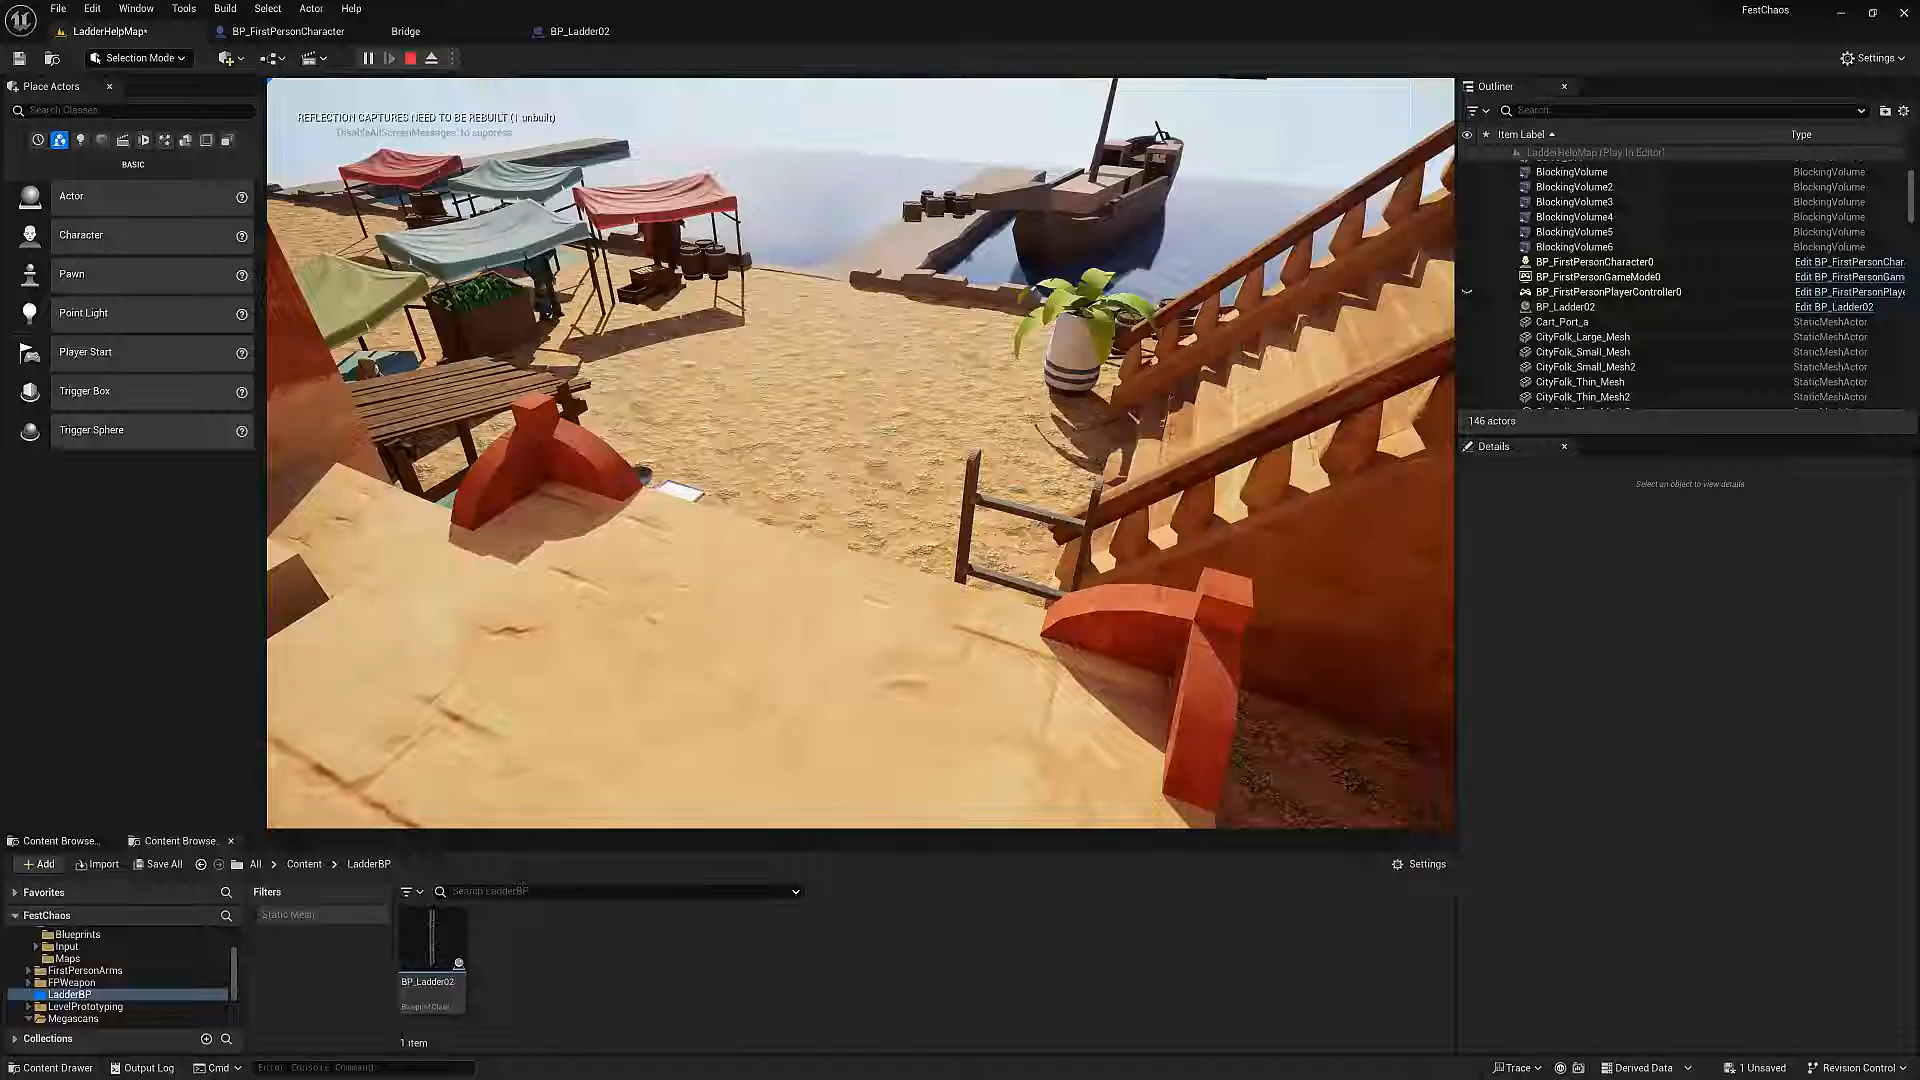 File Edit Window Tools Build Select Actor Help
FestChaos
LadderHelpMap*
BP_FirstPersonCharacter
Bridge
BP_Ladder02
Selection Mode
Settings
Place Actors
Search Classes
BASIC
Actor
Character
Pawn
Point Light
Player Start
Trigger Box
Trigger Sphere
REFLECTION CAPTURES NEED TO BE REBUILT (1 unbuilt)
'DisableAllScreenMessages' to suppress
Outliner
Search...
Item Label
Type
LadderHelpMap (Play In Editor)
BlockingVolume BlockingVolume
BlockingVolume2 BlockingVolume
BlockingVolume3 BlockingVolume
BlockingVolume4 BlockingVolume
BlockingVolume5 BlockingVolume
BlockingVolume6 BlockingVolume
BP_FirstPersonCharacter0 Edit BP_FirstPersonChar
BP_FirstPersonGameMode0 Edit BP_FirstPersonGam
BP_FirstPersonPlayerController0 Edit BP_FirstPersonPlaye
BP_Ladder02 Edit BP_Ladder02
Cart_Port_a StaticMeshActor
CityFolk_Large_Mesh StaticMeshActor
CityFolk_Small_Mesh StaticMeshActor
CityFolk_Small_Mesh2 StaticMeshActor
CityFolk_Thin_Mesh StaticMeshActor
CityFolk_Thin_Mesh2 StaticMeshActor
146 actors
Details
Select an object to view details
Content Browse...
Content Browse...
Add
Import
Save All
All
Content
LadderBP
Settings
Favorites
FestChaos
Blueprints
Input
Maps
FirstPersonArms
FPWeapon
LadderBP
LevelPrototyping
Megascans
Collections
Filters
Static Mesh
Search LadderBP
BP_Ladder02
Blueprint Class
1 item
Content Drawer
Output Log
Cmd
Enter Console Command
Trace
Derived Data
1 Unsaved
Revision Control